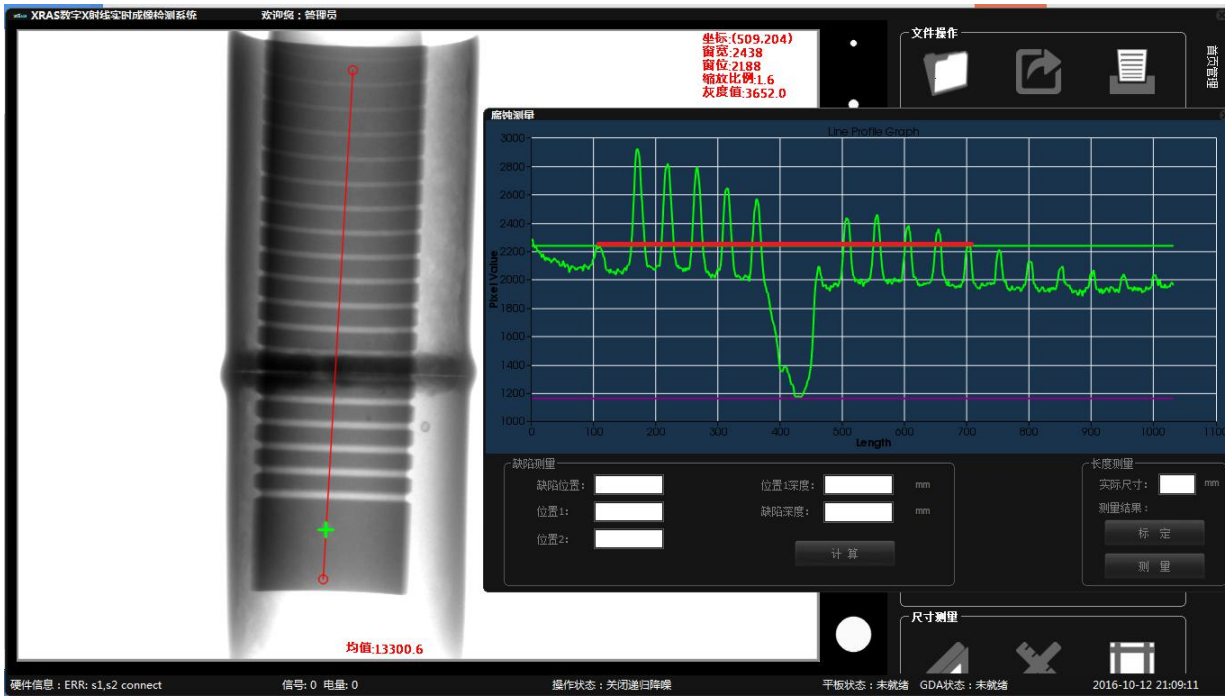 XRAS数字X射线实时成像检测系统
欢迎您：管理员
坐标:(509,204)
窗宽:2438
窗位:2188
缩放比例:1.6
灰度值:3652.0
均值:13300.6
文件操作
首页管理
腐蚀测量
Line Profile Graph
Pixel Value
3000
2800
2600
2400
2200
2000
1800
1600
1400
1200
1000
0 100 200 300 400 500 600 700 800 900 1000 1100
Length
缺陷测量
缺陷位置：
位置1：
位置2：
位置1深度： mm
缺陷深度： mm
计 算
长度测量
实际尺寸： mm
测量结果：
标 定
测 量
尺寸测量
硬件信息：ERR: s1,s2 connect
信号: 0 电量: 0
操作状态：关闭递归降噪
平板状态：未就绪
GDA状态：未就绪
2016-10-12 21:09:11